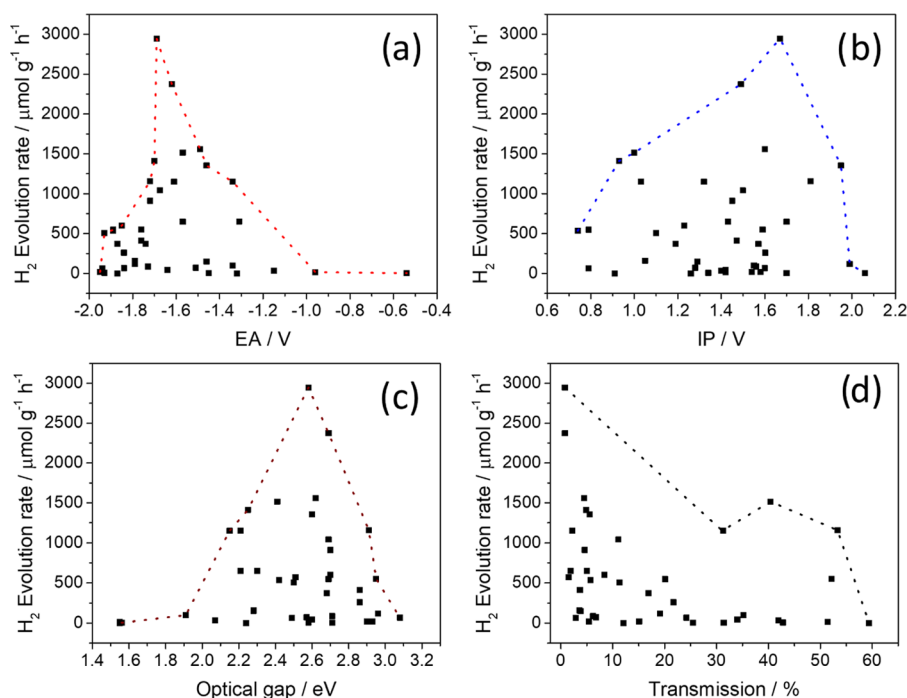 (a)
H₂ Evolution rate / μmol g⁻¹ h⁻¹
3000
2500
2000
1500
1000
500
0
-2.0 -1.8 -1.6 -1.4 -1.2 -1.0 -0.8 -0.6 -0.4
EA / V
(b)
H₂ Evolution rate / μmol g⁻¹ h⁻¹
3000
2500
2000
1500
1000
500
0
0.6 0.8 1.0 1.2 1.4 1.6 1.8 2.0 2.2
IP / V
(c)
H₂ Evolution rate / μmol g⁻¹ h⁻¹
3000
2500
2000
1500
1000
500
0
1.4 1.6 1.8 2.0 2.2 2.4 2.6 2.8 3.0 3.2
Optical gap / eV
(d)
H₂ Evolution rate / μmol g⁻¹ h⁻¹
3000
2500
2000
1500
1000
500
0
0 10 20 30 40 50 60
Transmission / %